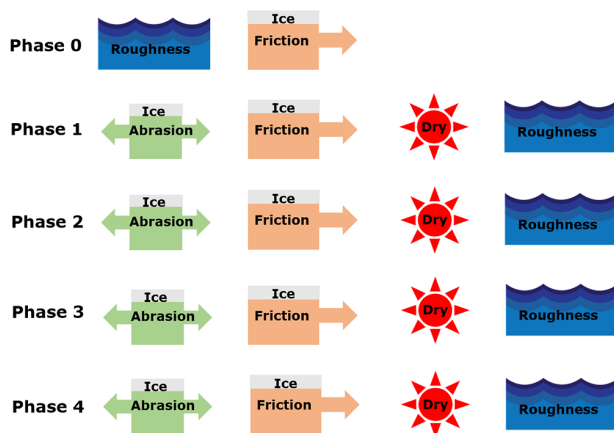 Ice
Phase 0 Roughness Friction
Ice Ice
Phase 1 Abrasion Friction Dry Roughness
Ice Ice
Phase 2 Abrasion Friction Dry Roughness
Ice Ice
Phase 3 Abrasion Friction Dry Roughness
Ice Ice
Phase 4 Abrasion Friction Dry Roughness